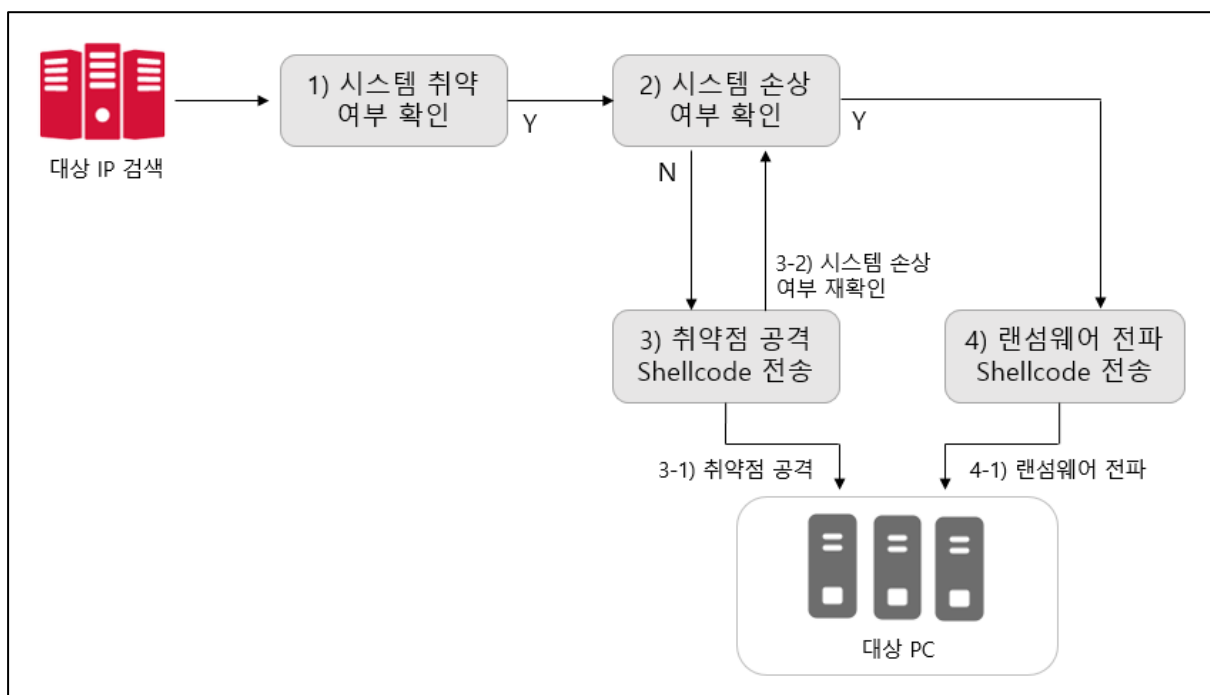 대상 IP 검색
1) 시스템 취약
여부 확인
Y
2) 시스템 손상
여부 확인
Y
N
3-2) 시스템 손상
여부 재확인
3) 취약점 공격
Shellcode 전송
4) 랜섬웨어 전파
Shellcode 전송
3-1) 취약점 공격
4-1) 랜섬웨어 전파
대상 PC